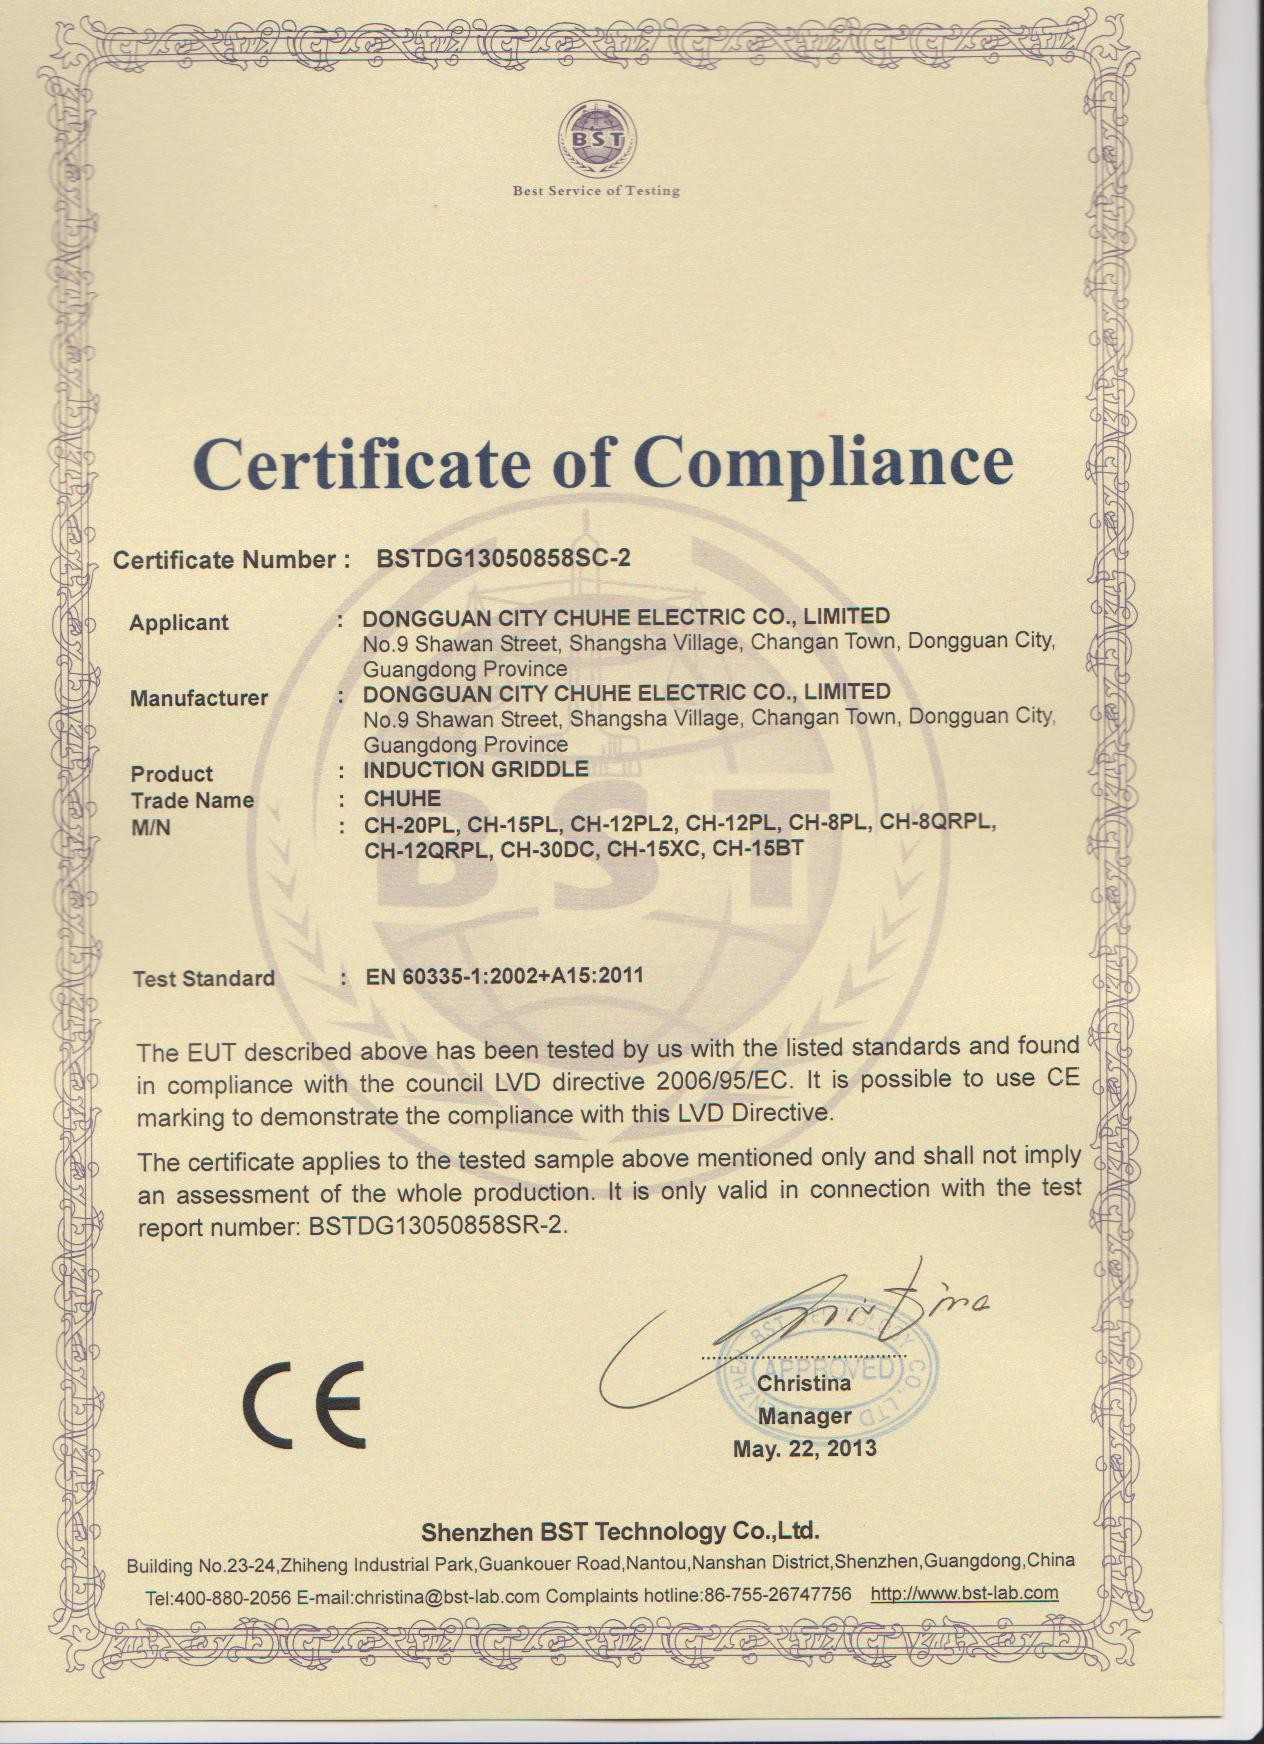 BST
Best Service of Testing
Certificate of Compliance
Certificate Number : BSTDG13050858SC-2
Applicant : DONGGUAN CITY CHUHE ELECTRIC CO., LIMITED
No.9 Shawan Street, Shangsha Village, Changan Town, Dongguan City,
Guangdong Province
Manufacturer : DONGGUAN CITY CHUHE ELECTRIC CO., LIMITED
No.9 Shawan Street, Shangsha Village, Changan Town, Dongguan City,
Guangdong Province
Product : INDUCTION GRIDDLE
Trade Name : CHUHE
M/N : CH-20PL, CH-15PL, CH-12PL2, CH-12PL, CH-8PL, CH-8QRPL,
CH-12QRPL, CH-30DC, CH-15XC, CH-15BT
BST
Test Standard : EN 60335-1:2002+A15:2011
The EUT described above has been tested by us with the listed standards and found
in compliance with the council LVD directive 2006/95/EC. It is possible to use CE
marking to demonstrate the compliance with this LVD Directive.
The certificate applies to the tested sample above mentioned only and shall not imply
an assessment of the whole production. It is only valid in connection with the test
report number: BSTDG13050858SR-2.
Christina
SHENZHEN BST TECHNOLOGY CO., LTD
APPROVED
CE
Christina
Manager
May. 22, 2013
Shenzhen BST Technology Co.,Ltd.
Building No.23-24,Zhiheng Industrial Park,Guankouer Road,Nantou,Nanshan District,Shenzhen,Guangdong,China
Tel:400-880-2056 E-mail:christina@bst-lab.com Complaints hotline:86-755-26747756 http://www.bst-lab.com